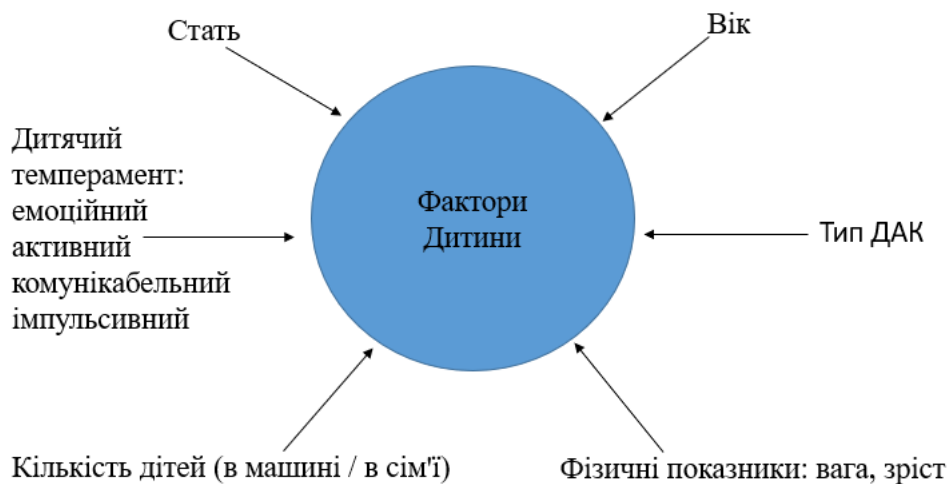 Стать
Вік
Дитячий
темперамент:
емоційний
активний
комунікабельний
імпульсивний
Фактори
Дитини
Тип ДАК
Кількість дітей (в машині / в сім'ї)
Фізичні показники: вага, зріст